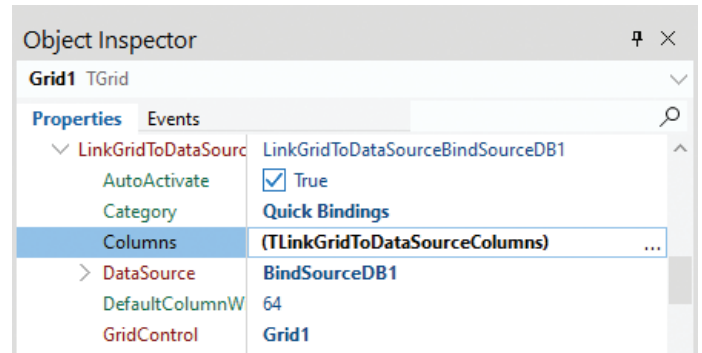 Object Inspector
Grid1 TGrid
Properties Events
LinkGridToDataSourc LinkGridToDataSourceBindSourceDB1
AutoActivate True
Category Quick Bindings
Columns (TLinkGridToDataSourceColumns) ...
DataSource BindSourceDB1
DefaultColumnW 64
GridControl Grid1